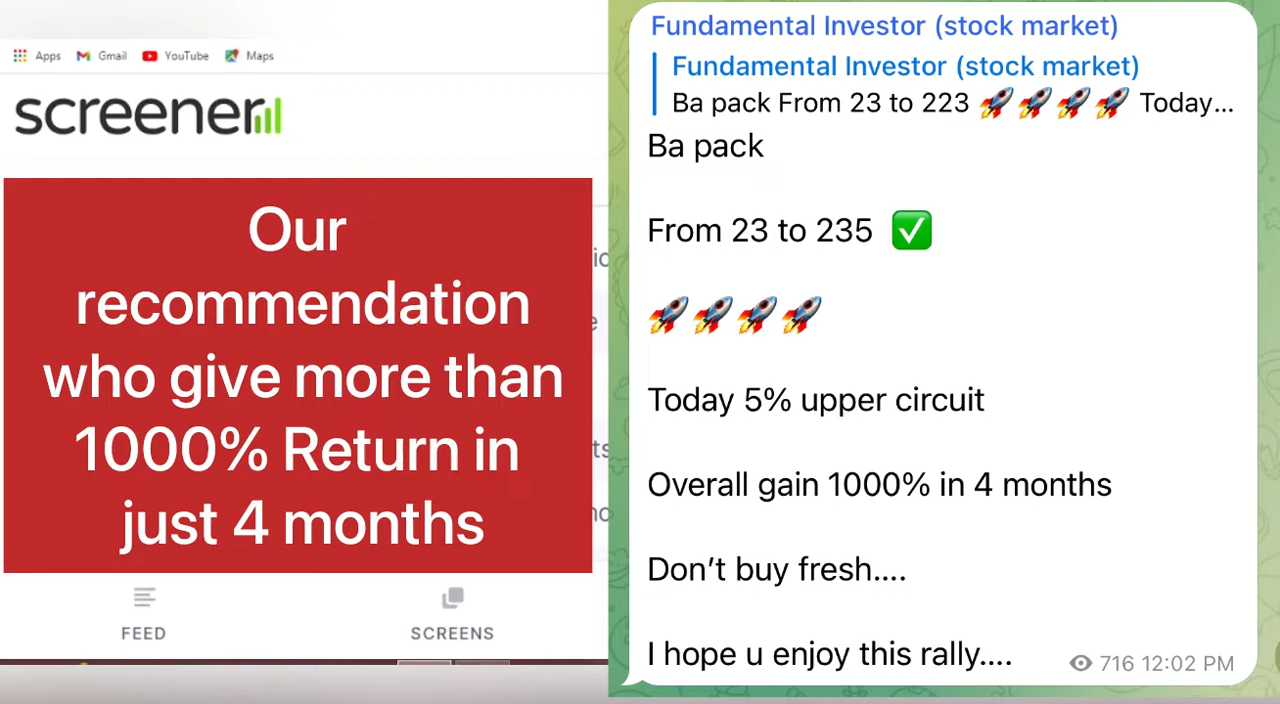 Apps Gmail YouTube Maps
screener
Our
recommendation
who give more than
1000% Return in
just 4 months
FEED SCREENS
Fundamental Investor (stock market)
Fundamental Investor (stock market)
Ba pack From 23 to 223 🚀🚀🚀🚀 Today...
Ba pack
From 23 to 235 ✅
🚀🚀🚀🚀
Today 5% upper circuit
Overall gain 1000% in 4 months
Don’t buy fresh....
I hope u enjoy this rally....
716 12:02 PM